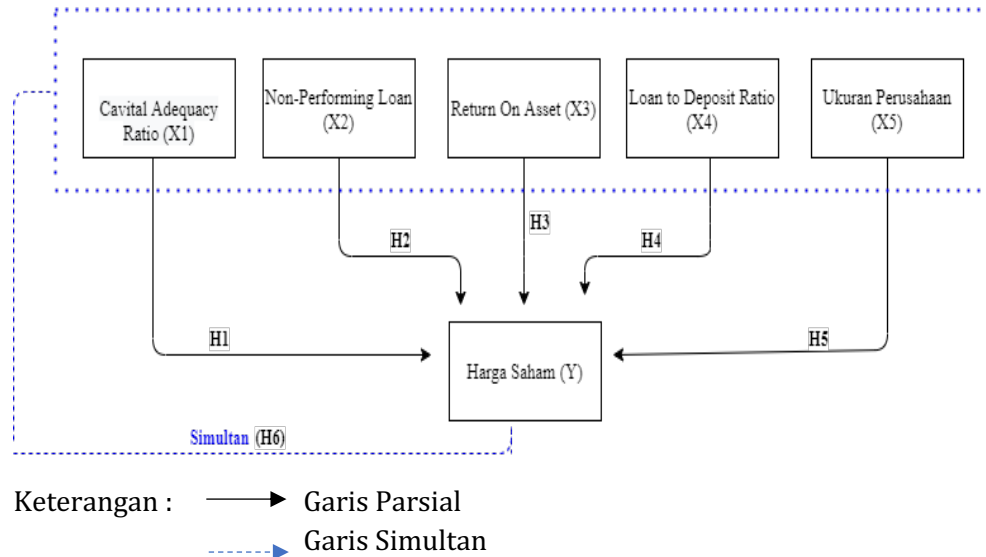 Cavital Adequacy
Ratio (X1)
Non-Performing Loan
(X2)
Return On Asset (X3)
Loan to Deposit Ratio
(X4)
Ukuran Perusahaan
(X5)
H1
H2
H3
H4
H5
Harga Saham (Y)
Simultan (H6)
Keterangan :
Garis Parsial
Garis Simultan